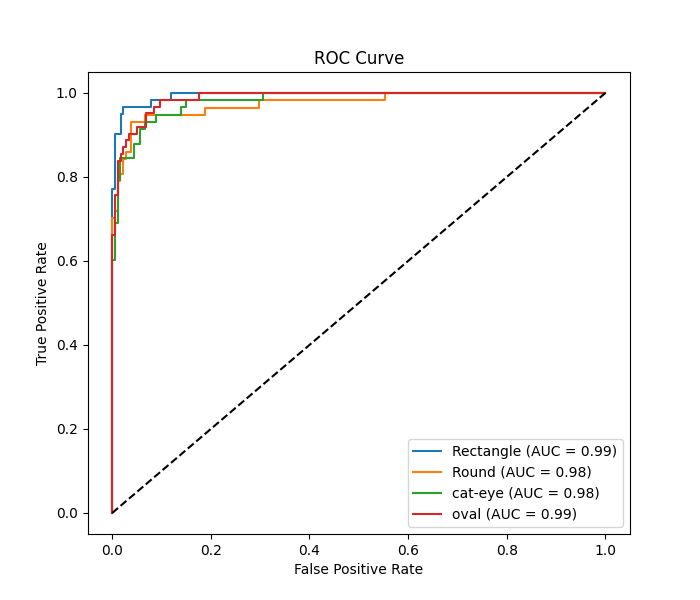 ROC Curve
True Positive Rate
1.0
0.8
0.6
0.4
0.2
0.0
0.0 0.2 0.4 0.6 0.8 1.0
False Positive Rate
Rectangle (AUC = 0.99)
Round (AUC = 0.98)
cat-eye (AUC = 0.98)
oval (AUC = 0.99)